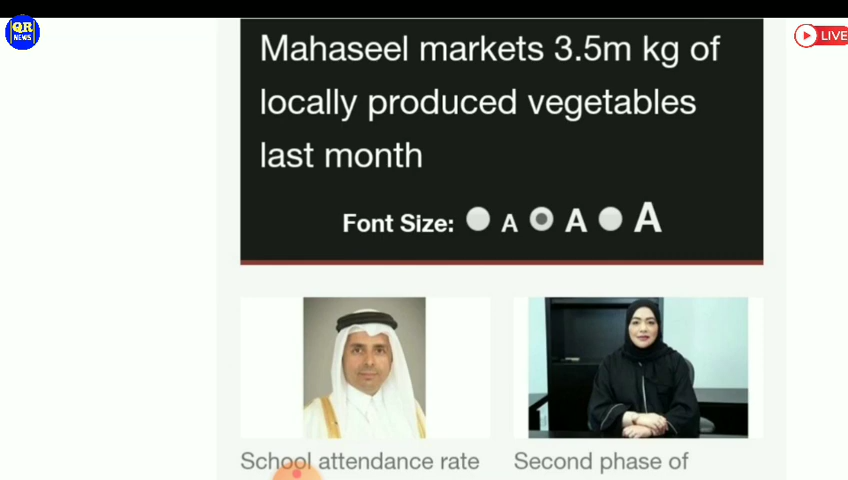 QR
NEWS
LIVE
Mahaseel markets 3.5m kg of
locally produced vegetables
last month
Font Size: A A A
School attendance rate
Second phase of